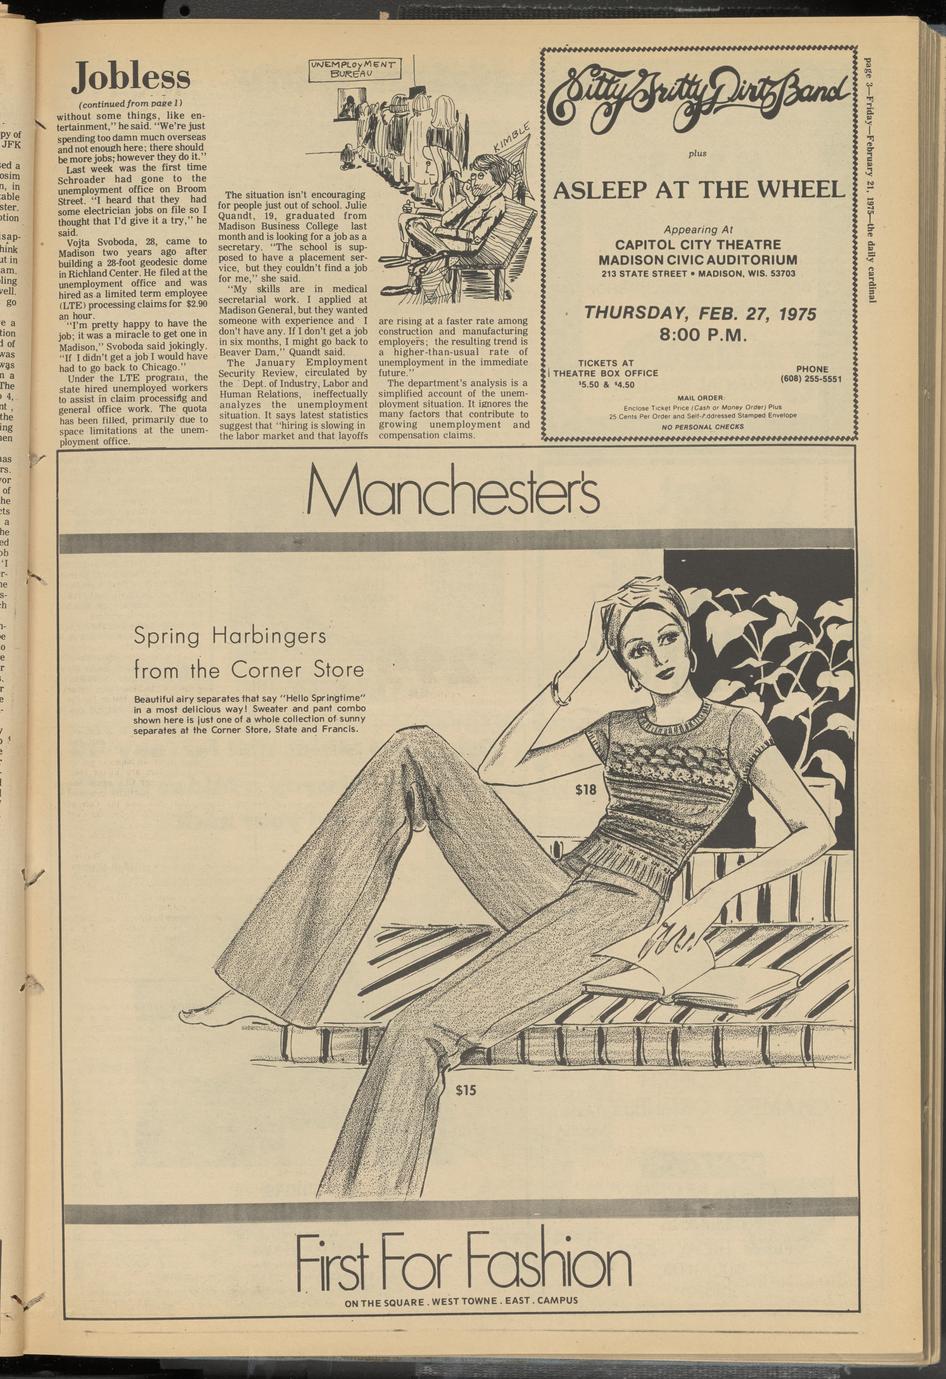 Jobless
(continued from page 1)
without some things, like en-
tertainment," he said. "We're just
spending too damn much overseas
and not enough here; there should
be more jobs; however they do it."
Last week was the first time
Schroader had gone to the
unemployment office on Broom
Street. "I heard that they had
some electrician jobs on file so I
thought that I'd give it a try," he
said.
Vojta Svoboda, 28, came to
Madison two years ago after
building a 28-foot geodesic dome
in Richland Center. He filed at the
unemployment office and was
hired as a limited term employee
(LTE) processing claims for $2.90
an hour.
"I'm pretty happy to have the
job; it was a miracle to get one in
Madison," Svoboda said jokingly.
"If I didn't get a job I would have
had to go back to Chicago."
Under the LTE program, the
state hired unemployed workers
to assist in claim processing and
general office work. The quota
has been filled, primarily due to
space limitations at the unem-
ployment office.
UNEMPLOYMENT
BUREAU
KIMBLE
The situation isn't encouraging
for people just out of school. Julie
Quandt, 19, graduated from
Madison Business College last
month and is looking for a job as a
secretary. "The school is sup-
posed to have a placement ser-
vice, but they couldn't find a job
for me," she said.
"My skills are in medical
secretarial work. I applied at
Madison General, but they wanted
someone with experience and I
don't have any. If I don't get a job
in six months, I might go back to
Beaver Dam," Quandt said.
The January Employment
Security Review, circulated by
the Dept. of Industry, Labor and
Human Relations, ineffectually
analyzes the unemployment
situation. It says latest statistics
suggest that "hiring is slowing in
the labor market and that layoffs
are rising at a faster rate among
construction and manufacturing
employers; the resulting trend is
a higher-than-usual rate of
unemployment in the immediate
future."
The department's analysis is a
simplified account of the unem-
ployment situation. It ignores the
many factors that contribute to
growing unemployment and
compensation claims.
Nitty Gritty Dirt Band
plus
ASLEEP AT THE WHEEL
Appearing At
CAPITOL CITY THEATRE
MADISON CIVIC AUDITORIUM
213 STATE STREET • MADISON, WIS. 53703
THURSDAY, FEB. 27, 1975
8:00 P.M.
TICKETS AT
THEATRE BOX OFFICE
$5.50 & $4.50
PHONE
(608) 255-5551
MAIL ORDER:
Enclose Ticket Price (Cash or Money Order) Plus
25 Cents Per Order and Self-Addressed Stamped Envelope
NO PERSONAL CHECKS
page 3—Friday—February 21, 1975—the daily cardinal
Manchester's
Spring Harbingers
from the Corner Store
Beautiful airy separates that say "Hello Springtime"
in a most delicious way! Sweater and pant combo
shown here is just one of a whole collection of sunny
separates at the Corner Store, State and Francis.
$18
$15
First For Fashion
ON THE SQUARE . WEST TOWNE . EAST . CAMPUS